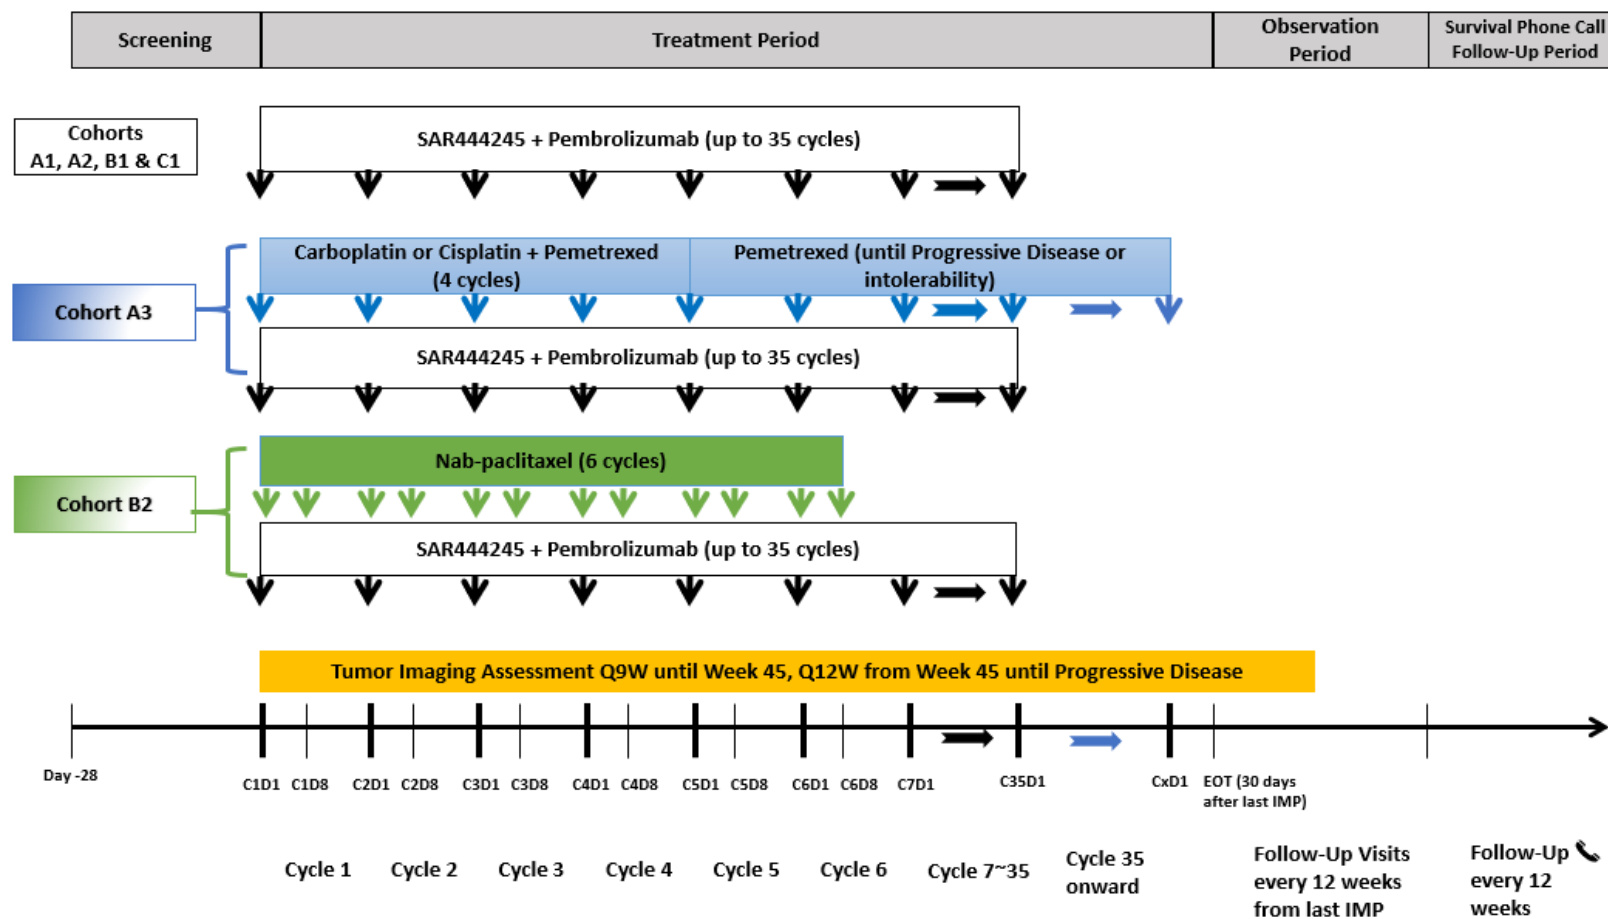 Screening
Treatment Period
Observation
Period
Survival Phone Call
Follow-Up Period
Cohorts
A1, A2, B1 & C1
SAR444245 + Pembrolizumab (up to 35 cycles)
Cohort A3
Carboplatin or Cisplatin + Pemetrexed
(4 cycles)
Pemetrexed (until Progressive Disease or
intolerability)
SAR444245 + Pembrolizumab (up to 35 cycles)
Cohort B2
Nab-paclitaxel (6 cycles)
SAR444245 + Pembrolizumab (up to 35 cycles)
Tumor Imaging Assessment Q9W until Week 45, Q12W from Week 45 until Progressive Disease
Day -28
C1D1
C1D8
C2D1
C2D8
C3D1
C3D8
C4D1
C4D8
C5D1
C5D8
C6D1
C6D8
C7D1
C35D1
CxD1
EOT (30 days
after last IMP)
Cycle 1
Cycle 2
Cycle 3
Cycle 4
Cycle 5
Cycle 6
Cycle 7~35
Cycle 35
onward
Follow-Up Visits
every 12 weeks
from last IMP
Follow-Up
every 12
weeks